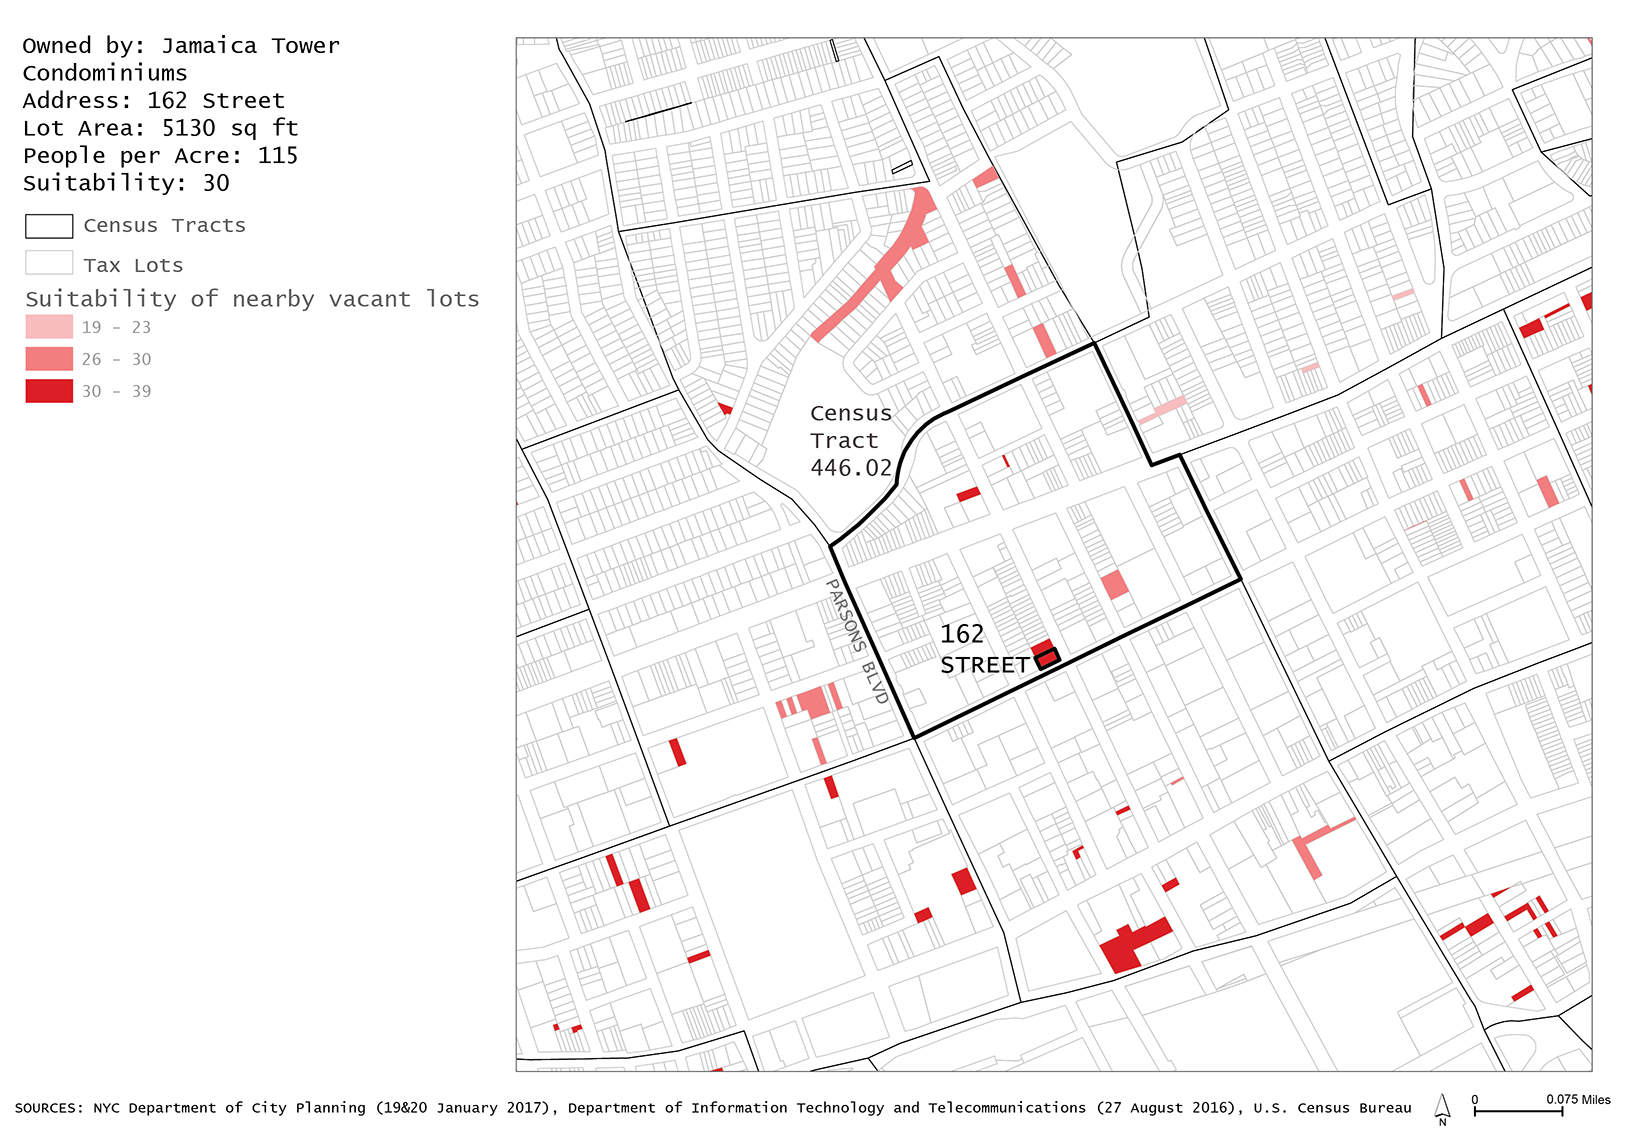 Owned by: Jamaica Tower
Condominiums
Address: 162 Street
Lot Area: 5130 sq ft
People per Acre: 115
Suitability: 30
Census Tracts
Tax Lots
Suitability of nearby vacant lots
19 - 23
26 - 30
30 - 39
Census
Tract
446.02
PARSONS BLVD
162
STREET
SOURCES: NYC Department of City Planning (19&20 January 2017), Department of Information Technology and Telecommunications (27 August 2016), U.S. Census Bureau
N
0 0.075 Miles